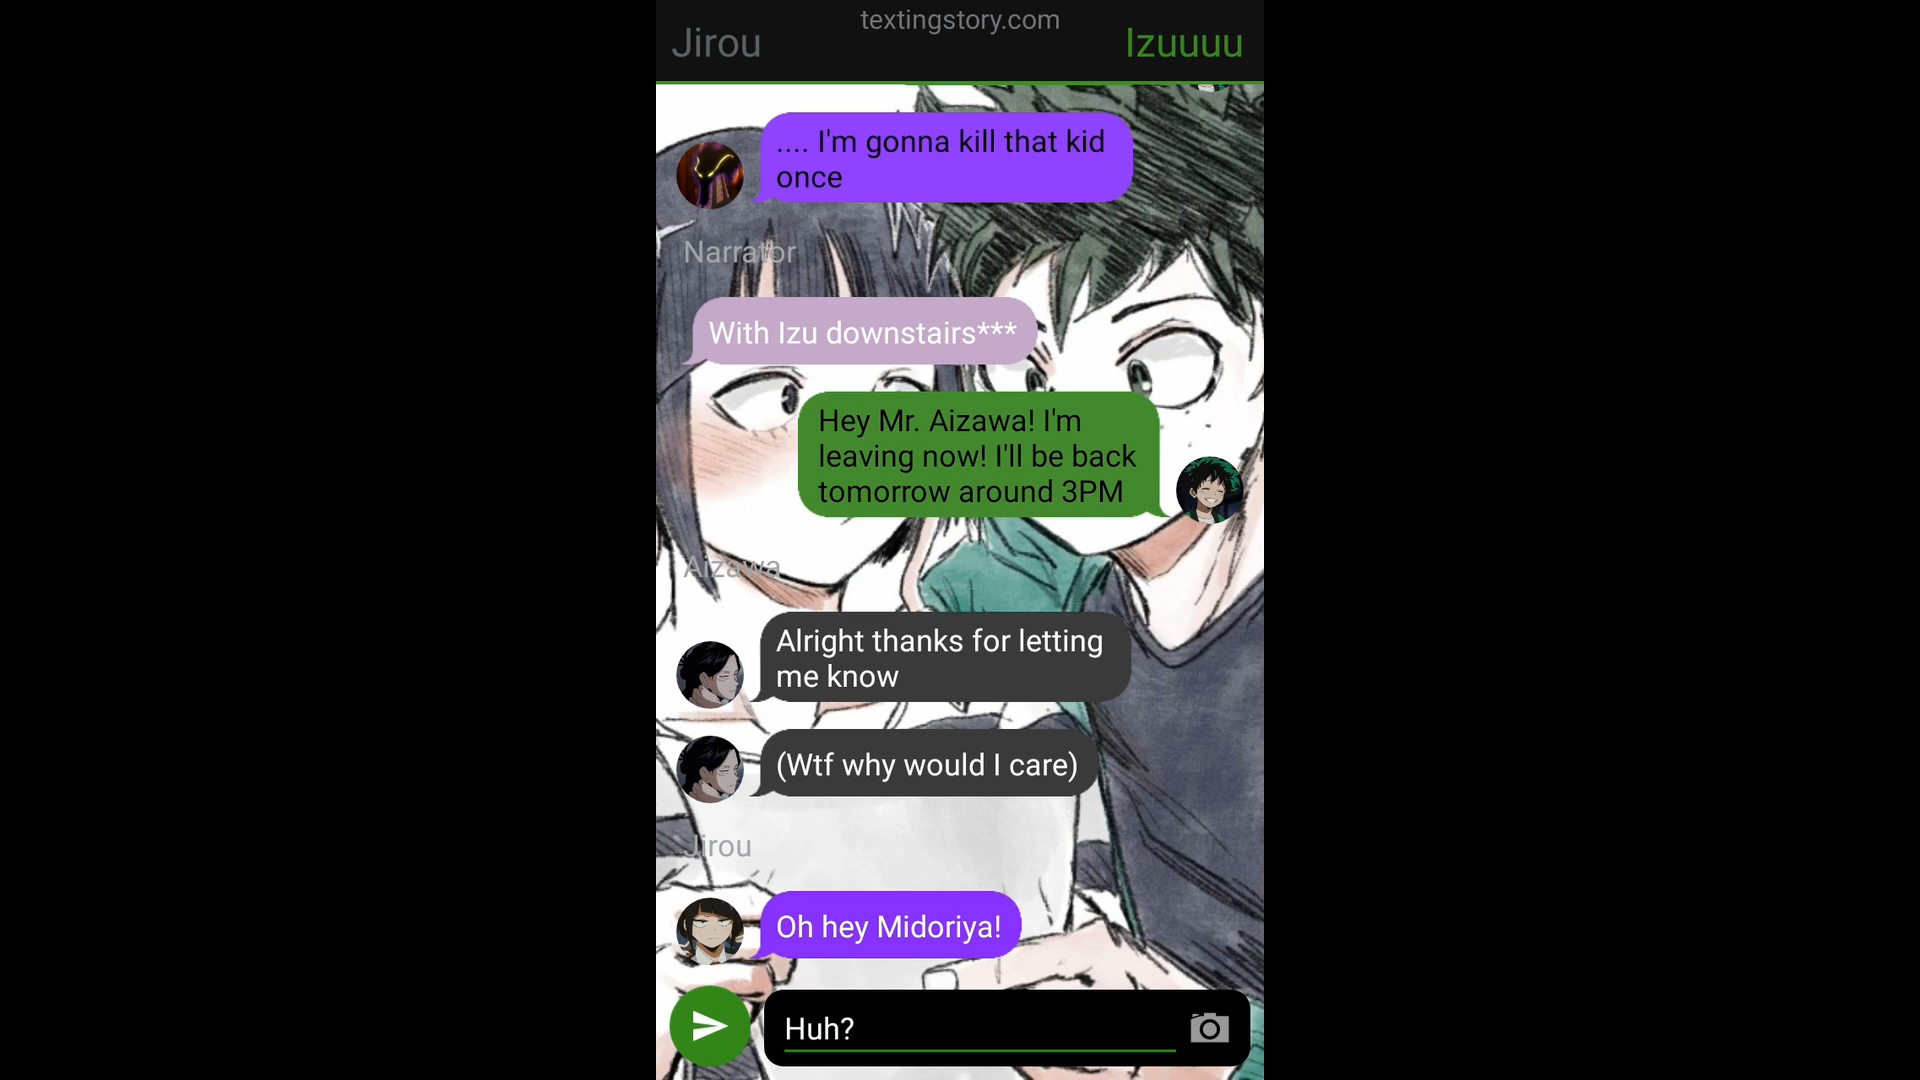 textingstory.com
Jirou
Izuuuu
.... I'm gonna kill that kid
once
Narrator
With Izu downstairs***
Hey Mr. Aizawa! I'm
leaving now! I'll be back
tomorrow around 3PM
Aizawa
Alright thanks for letting
me know
(Wtf why would I care)
Jirou
Oh hey Midoriya!
Huh?